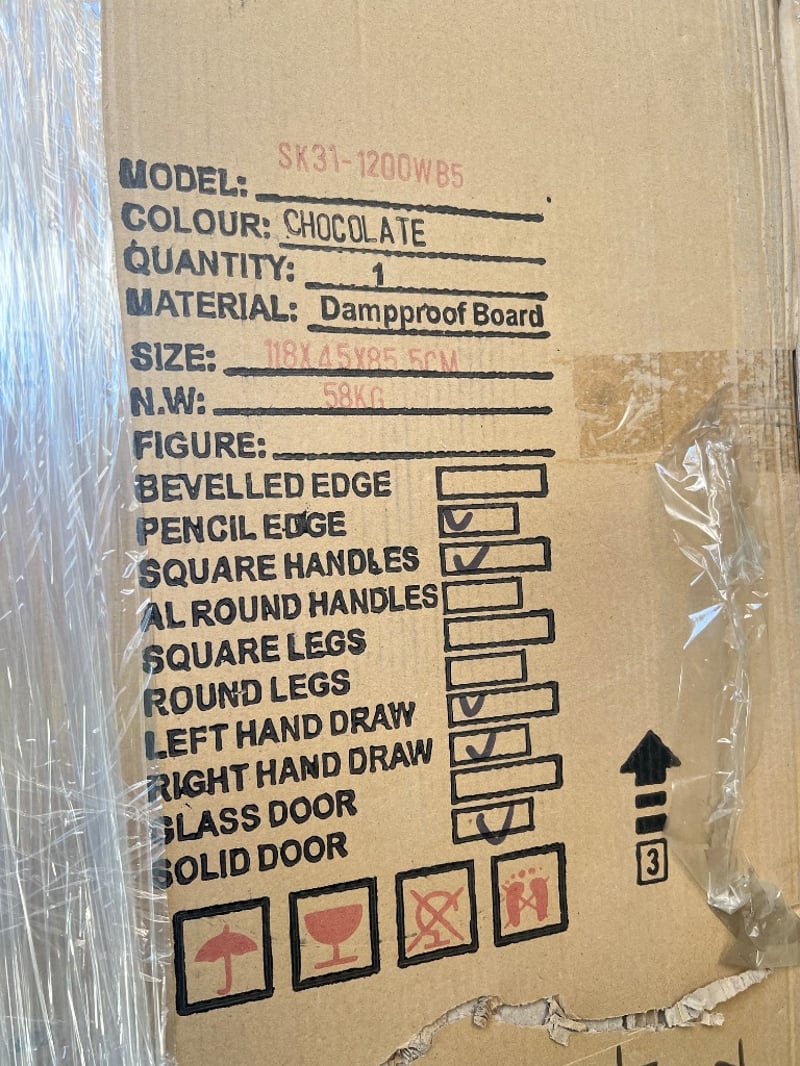 MODEL: SK31-1200WB5
COLOUR: CHOCOLATE
QUANTITY: 1
MATERIAL: Dampproof Board
SIZE: 118X45X85.5CM
N.W: 58KG
FIGURE:
BEVELLED EDGE
PENCIL EDGE
SQUARE HANDLES
AL ROUND HANDLES
SQUARE LEGS
ROUND LEGS
LEFT HAND DRAW
RIGHT HAND DRAW
GLASS DOOR
SOLID DOOR
3